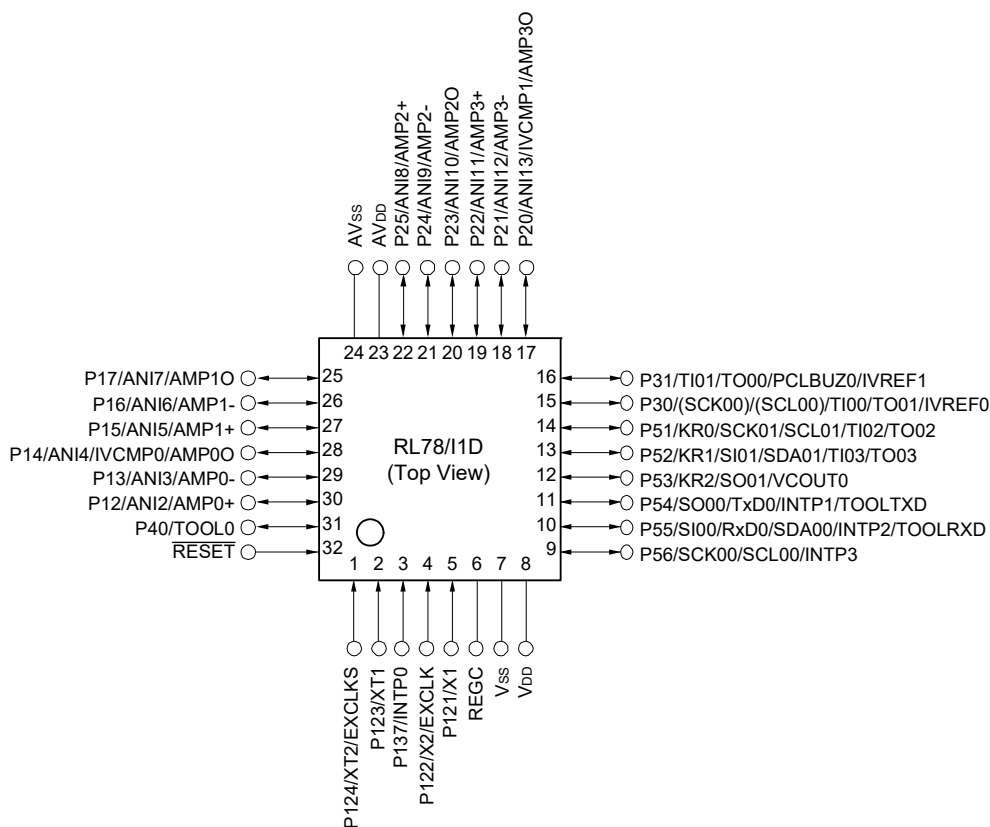 AVSS
AVDD
P25/ANI8/AMP2+
P24/ANI9/AMP2-
P23/ANI10/AMP2O
P22/ANI11/AMP3+
P21/ANI12/AMP3-
P20/ANI13/IVCMP1/AMP3O
24 23 22 21 20 19 18 17
P17/ANI7/AMP1O 25
P16/ANI6/AMP1- 26
P15/ANI5/AMP1+ 27
P14/ANI4/IVCMP0/AMP0O 28
P13/ANI3/AMP0- 29
P12/ANI2/AMP0+ 30
P40/TOOL0 31
RESET 32
RL78/I1D
(Top View)
16 P31/TI01/TO00/PCLBUZ0/IVREF1
15 P30/(SCK00)/(SCL00)/TI00/TO01/IVREF0
14 P51/KR0/SCK01/SCL01/TI02/TO02
13 P52/KR1/SI01/SDA01/TI03/TO03
12 P53/KR2/SO01/VCOUT0
11 P54/SO00/TxD0/INTP1/TOOLTXD
10 P55/SI00/RxD0/SDA00/INTP2/TOOLRXD
9 P56/SCK00/SCL00/INTP3
1 2 3 4 5 6 7 8
P124/XT2/EXCLKS
P123/XT1
P137/INTP0
P122/X2/EXCLK
P121/X1
REGC
VSS
VDD